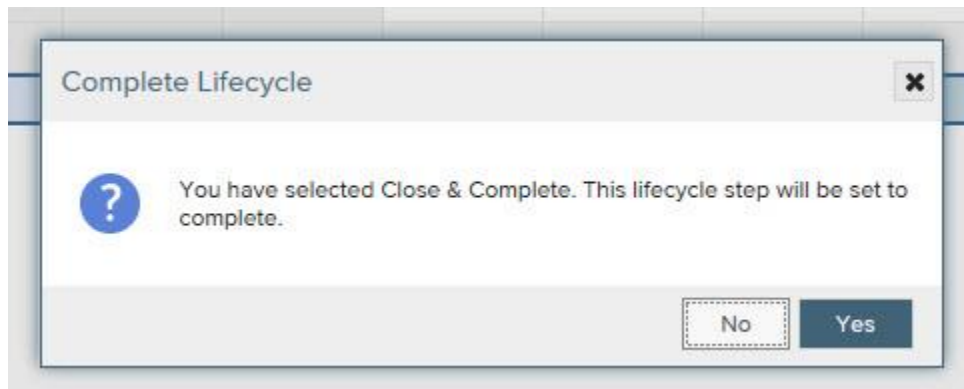 Complete Lifecycle
You have selected Close & Complete. This lifecycle step will be set to
complete.
No
Yes